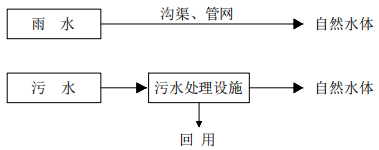 雨 水
沟渠、管网
自然水体
污 水
污水处理设施
自然水体
回 用